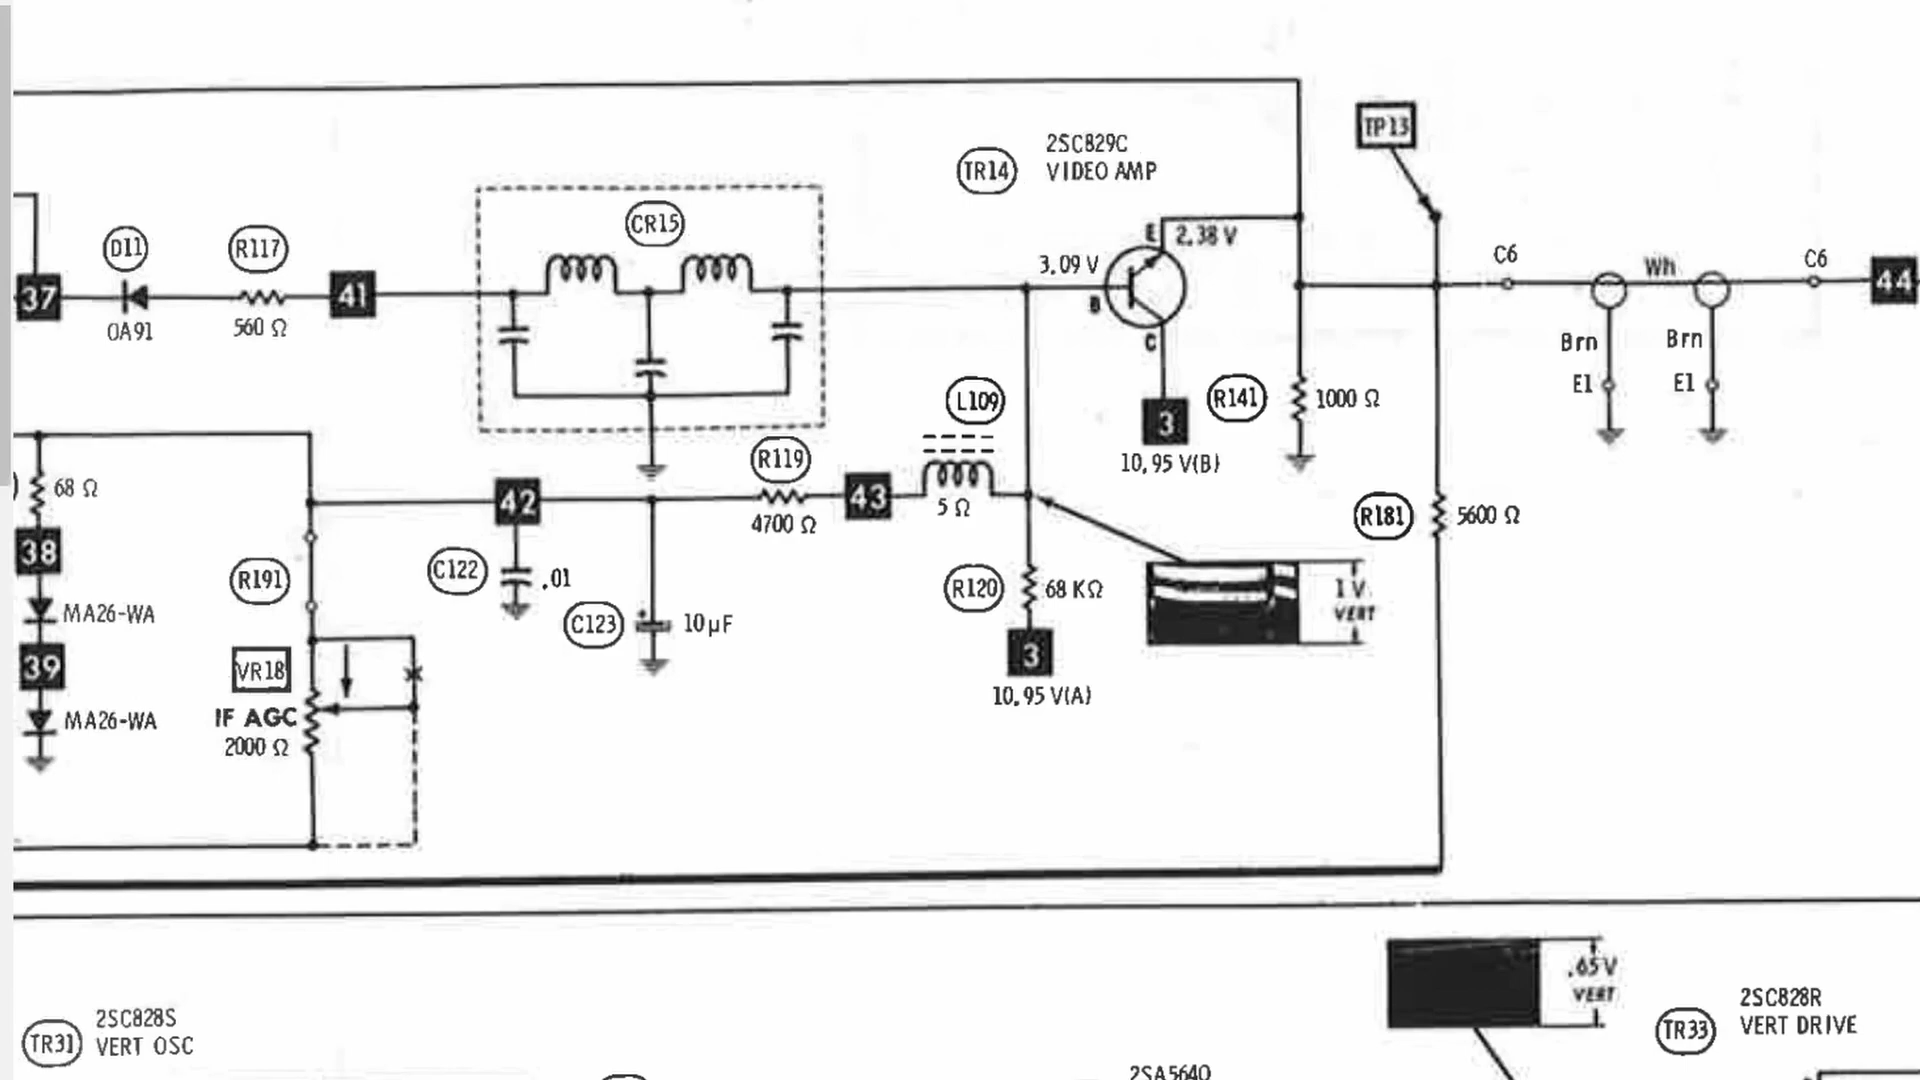 TP13
2SC829C
TR14
VIDEO AMP
CR15
D11
R117
E
2.38 V
3.09 V
C6
Wh
C6
37
41
44
B
OA91
560 Ω
C
Brn
Brn
E1
E1
L109
R141
1000 Ω
3
10.95 V(B)
R119
68 Ω
42
43
4700 Ω
5 Ω
R181
5600 Ω
38
R191
C122
.01
R120
68 KΩ
1 V
VERT
MA26-WA
C123
+
10µF
39
VR18
3
10.95 V(A)
MA26-WA
IF AGC
2000 Ω
.65V
VERT
2SC828S
TR31
VERT OSC
2SC828R
TR33
VERT DRIVE
2SA564Q